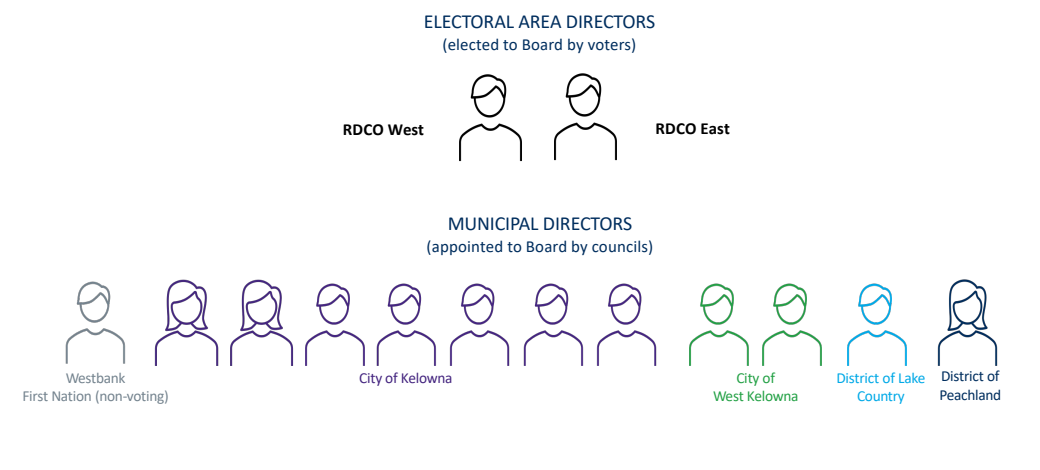 ELECTORAL AREA DIRECTORS
(elected to Board by voters)
RDCO West
RDCO East
MUNICIPAL DIRECTORS
(appointed to Board by councils)
Westbank
First Nation (non-voting)
City of Kelowna
City of
West Kelowna
District of Lake
Country
District of
Peachland